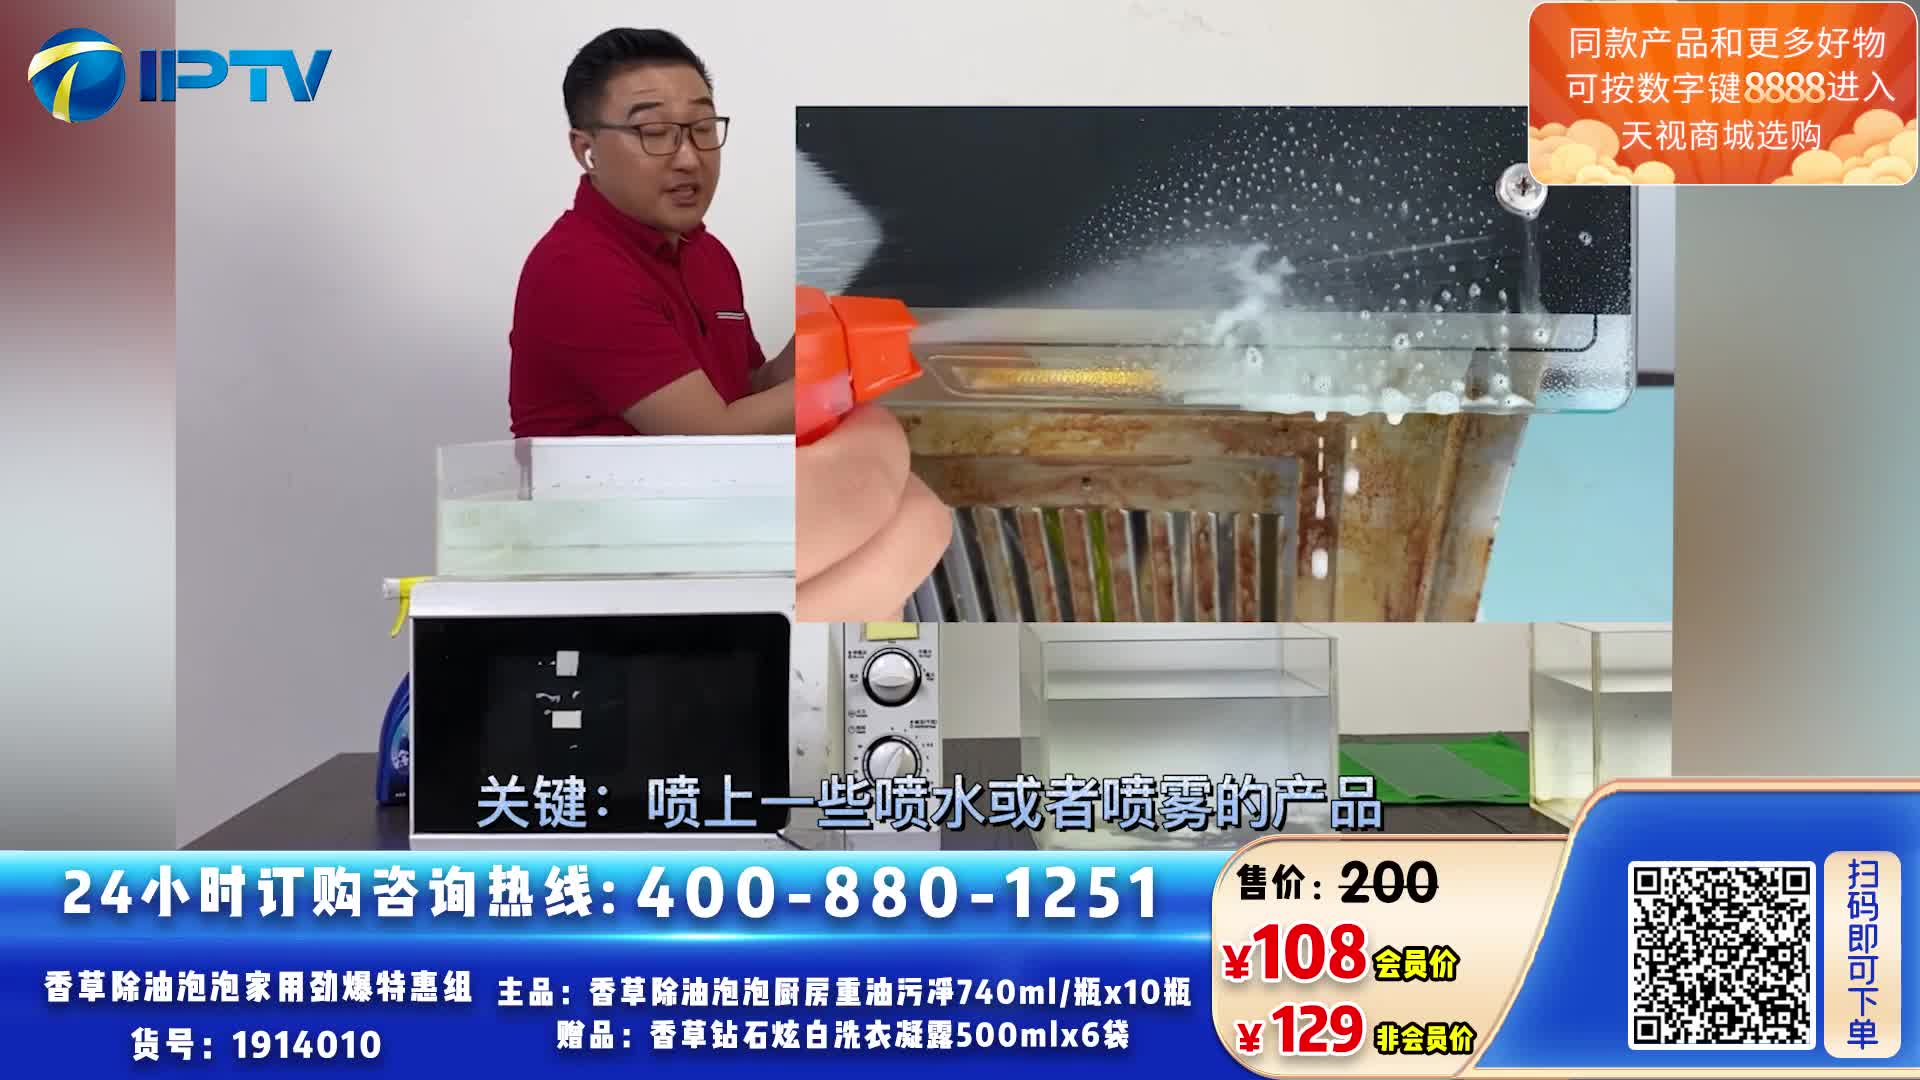 IPTV
同款产品和更多好物
可按数字键8888进入
天视商城选购
关键：喷上一些喷水或者喷雾的产品
24小时订购咨询热线:400-880-1251
香草除油泡泡家用劲爆特惠组
货号：1914010
主品：香草除油泡泡厨房重油污净740ml/瓶x10瓶
赠品：香草钻石炫白洗衣凝露500mlx6袋
售价：200
¥108会员价
¥129非会员价
扫码即可下单